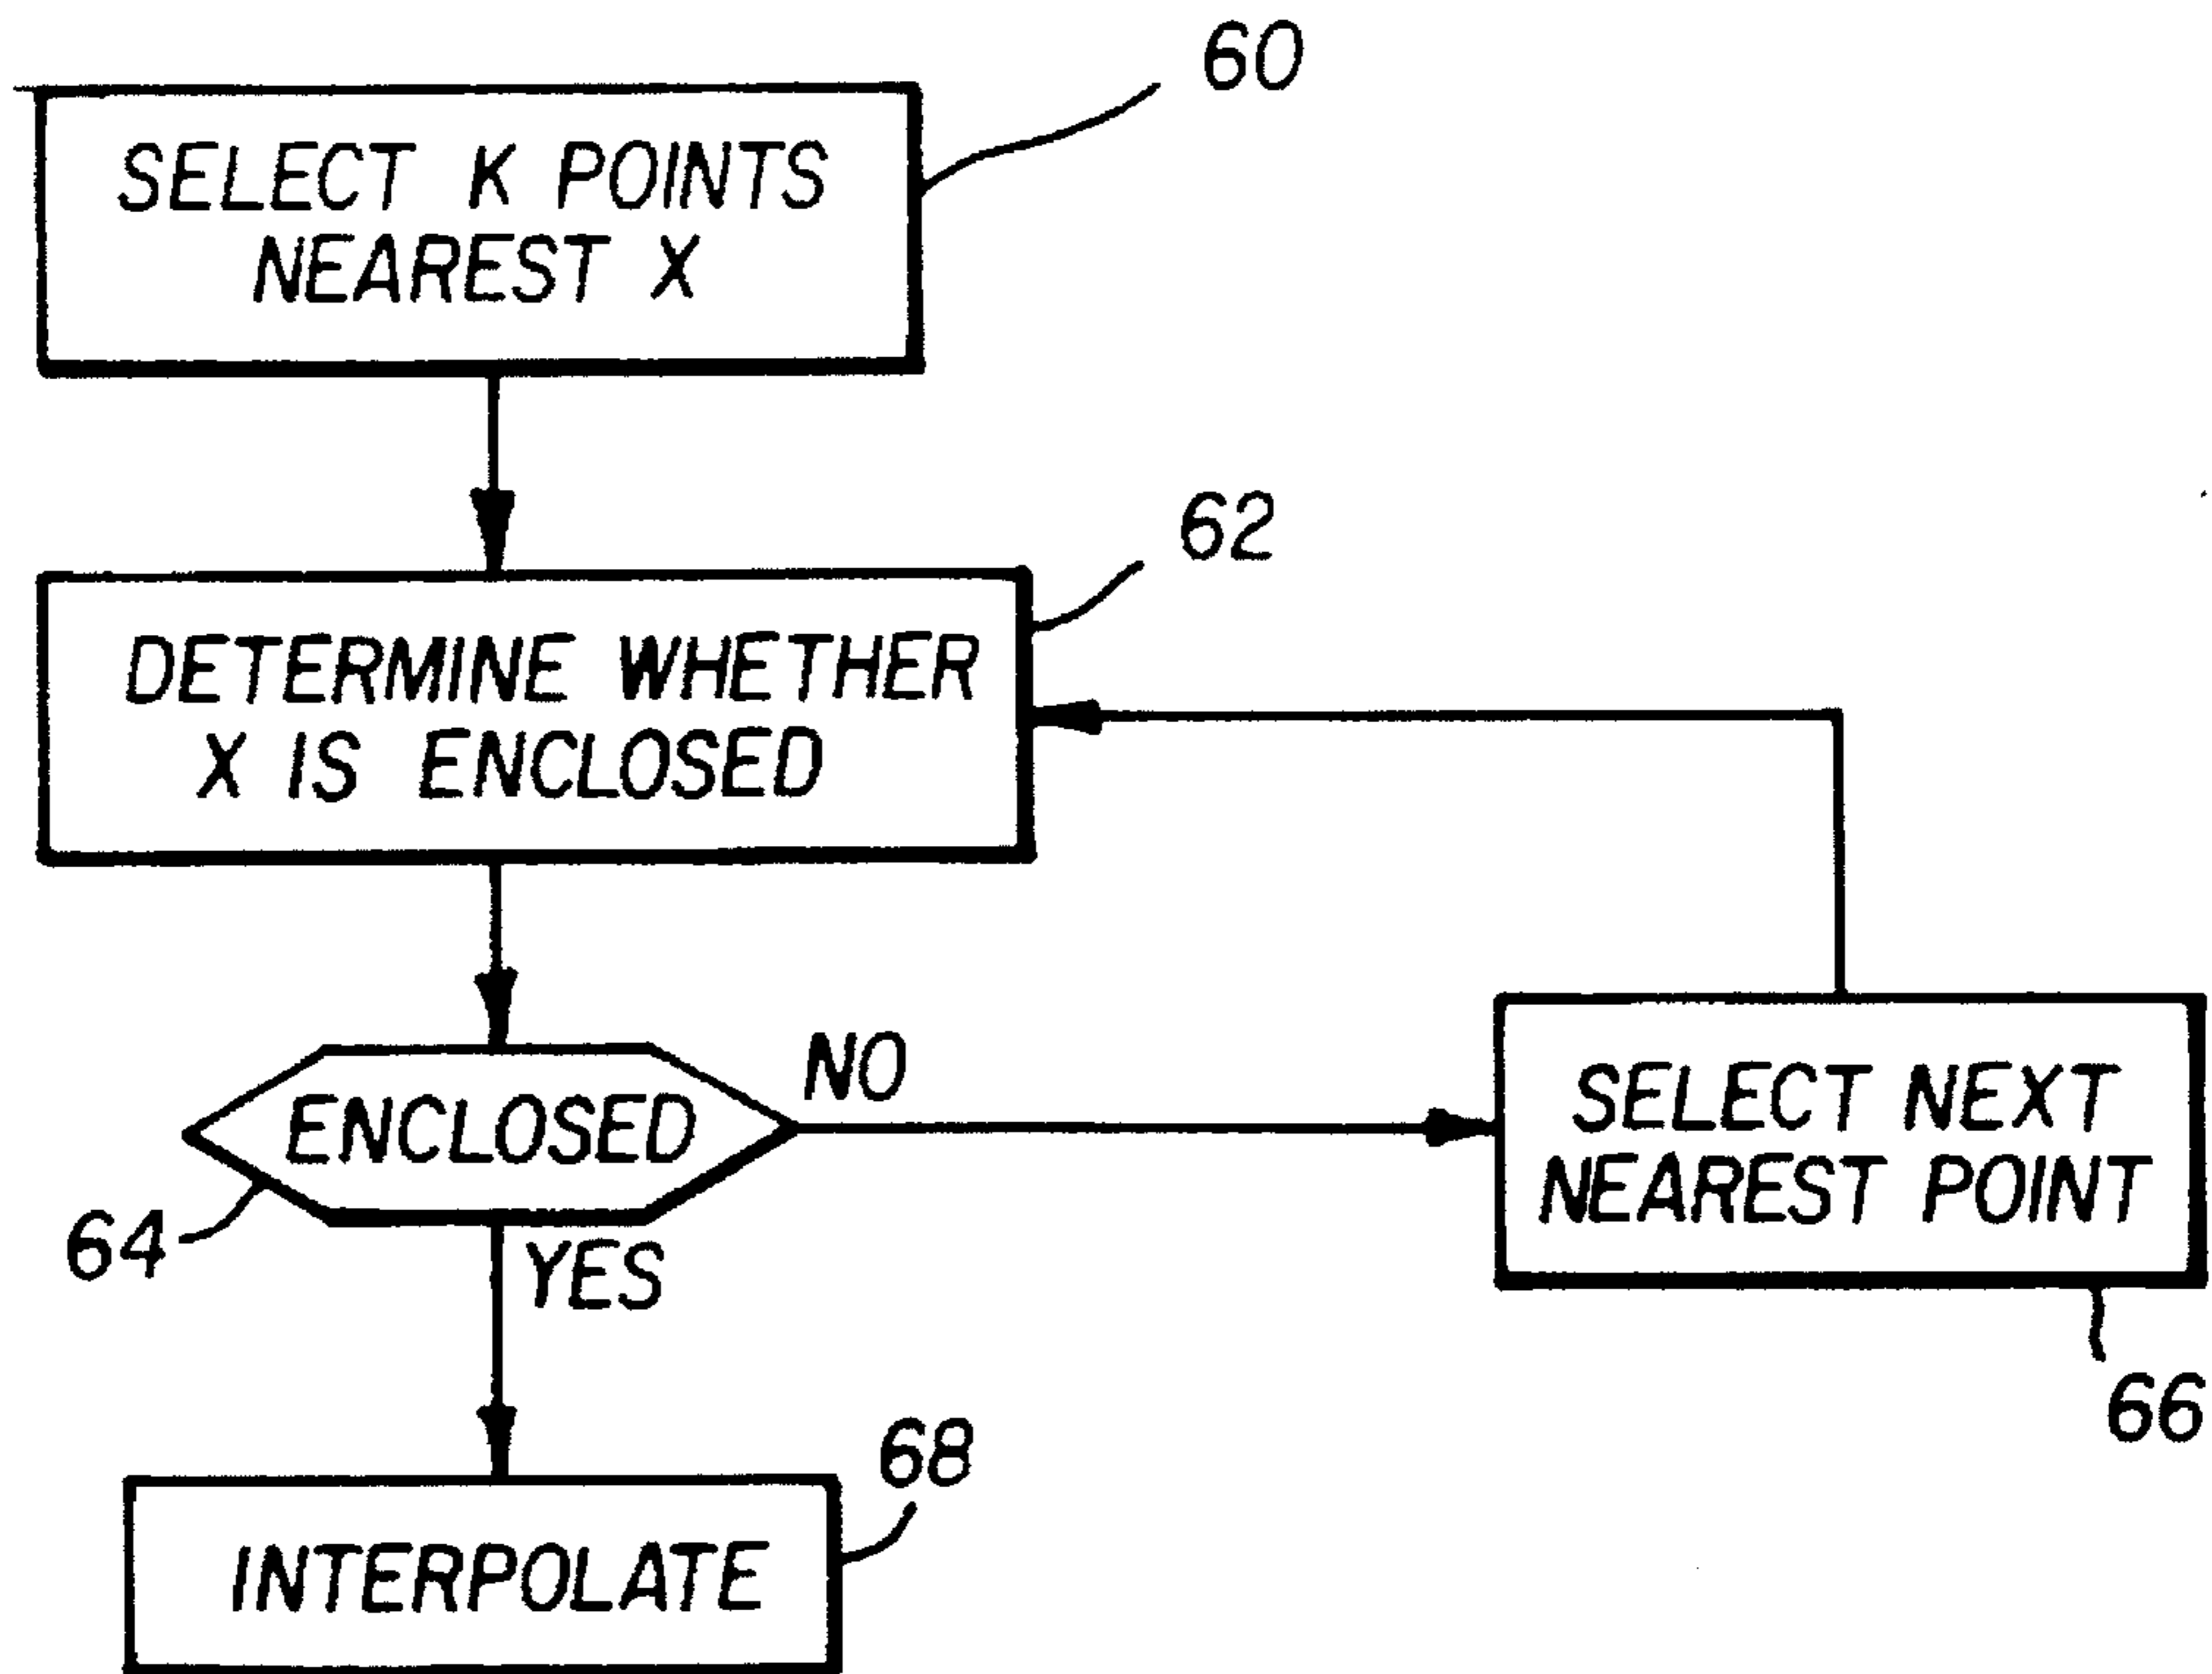 60
SELECT K POINTS
NEAREST X
62
DETERMINE WHETHER
X IS ENCLOSED
NO
ENCLOSED
SELECT NEXT
NEAREST POINT
64
YES
66
68
INTERPOLATE